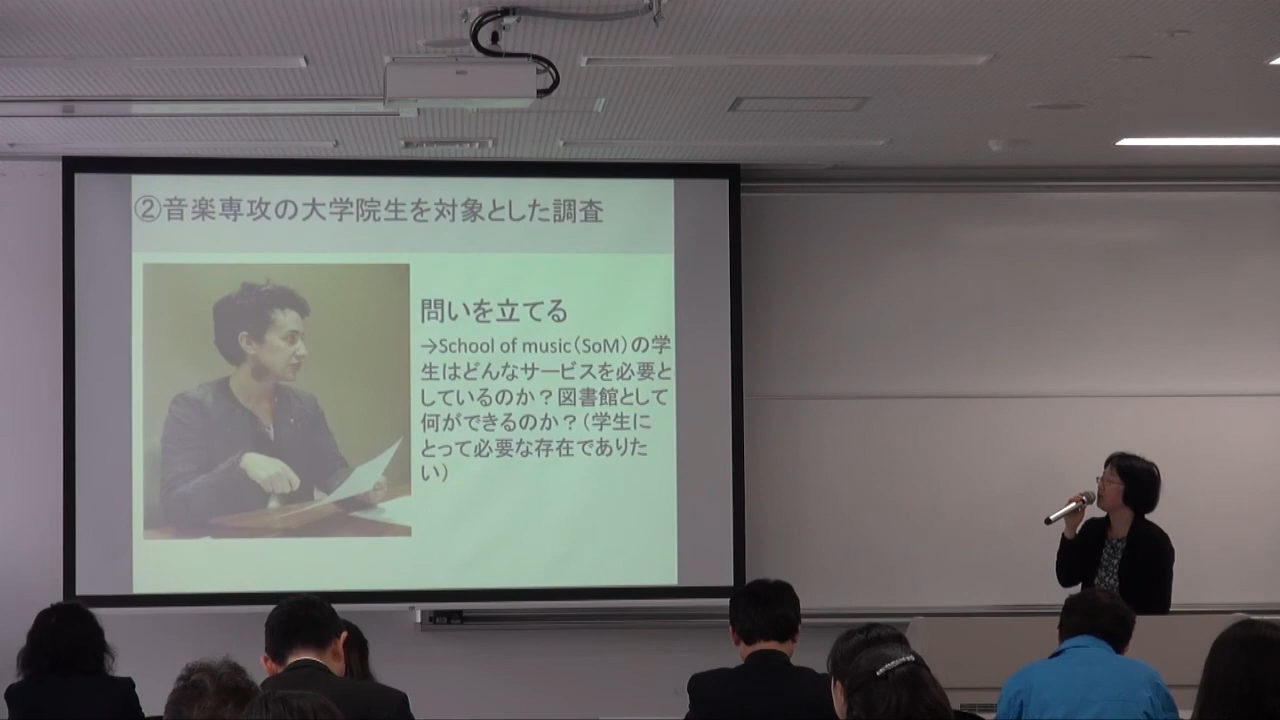 ②音楽専攻の大学院生を対象とした調査
問いを立てる
→School of music（SoM）の学
生はどんなサービスを必要と
しているのか？図書館として
何ができるのか？（学生に
とって必要な存在でありた
い）